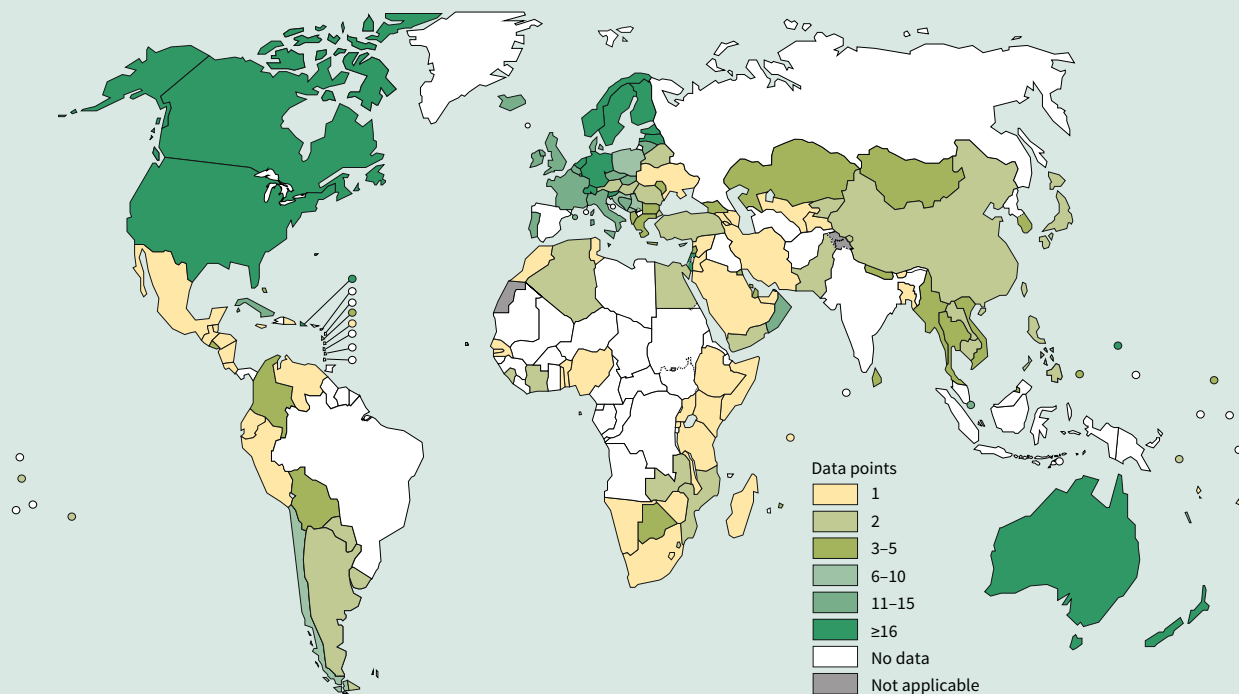 Data points
1
2
3–5
6–10
11–15
≥16
No data
Not applicable